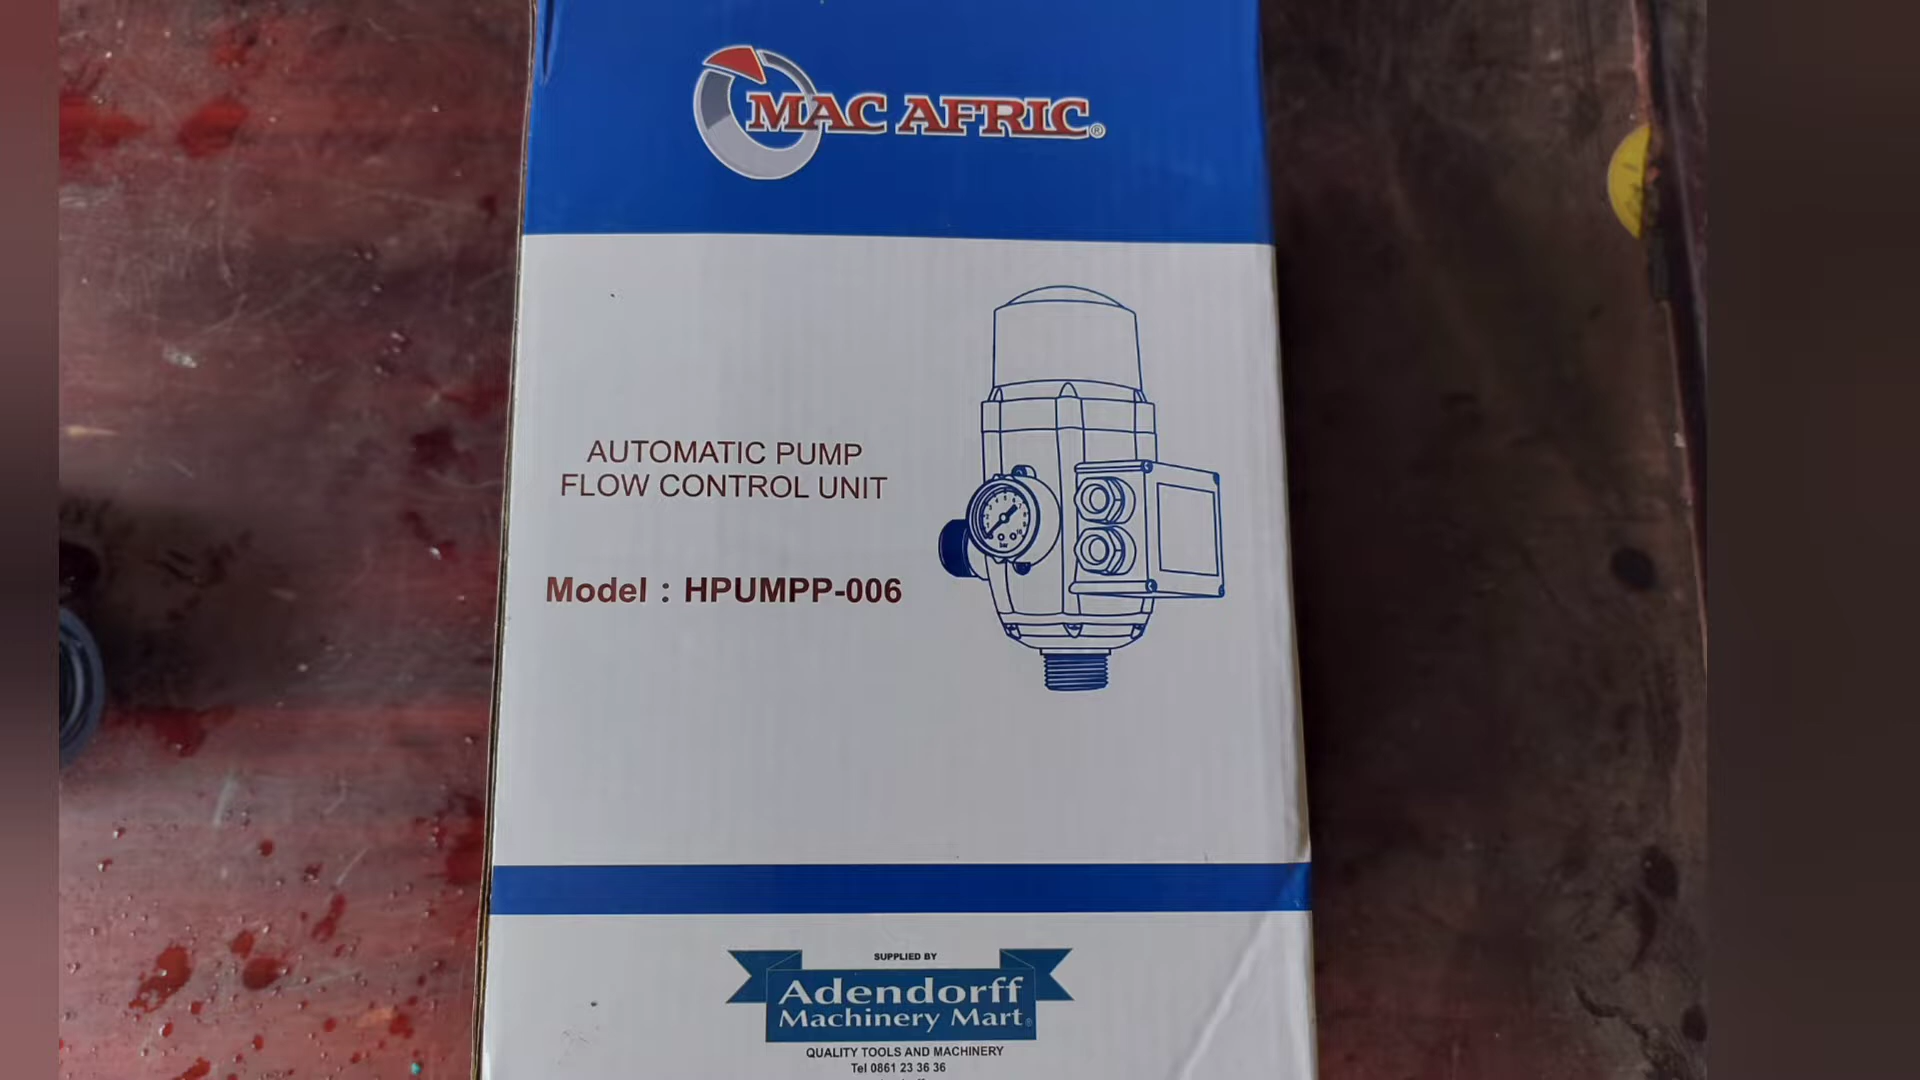 MAC AFRIC®
AUTOMATIC PUMP
FLOW CONTROL UNIT
Model : HPUMPP-006
bar
SUPPLIED BY
Adendorff
Machinery Mart®
QUALITY TOOLS AND MACHINERY
Tel 0861 23 36 36